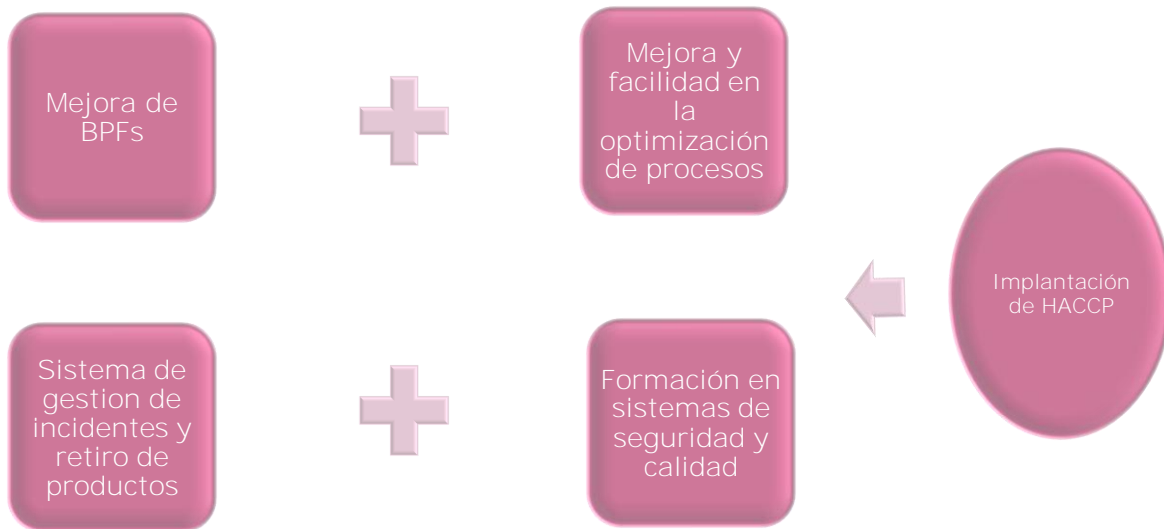 Mejora de
BPFs
Mejora y
facilidad en
la
optimización
de procesos
Sistema de
gestion de
incidentes y
retiro de
productos
Formación en
sistemas de
seguridad y
calidad
Implantación
de HACCP